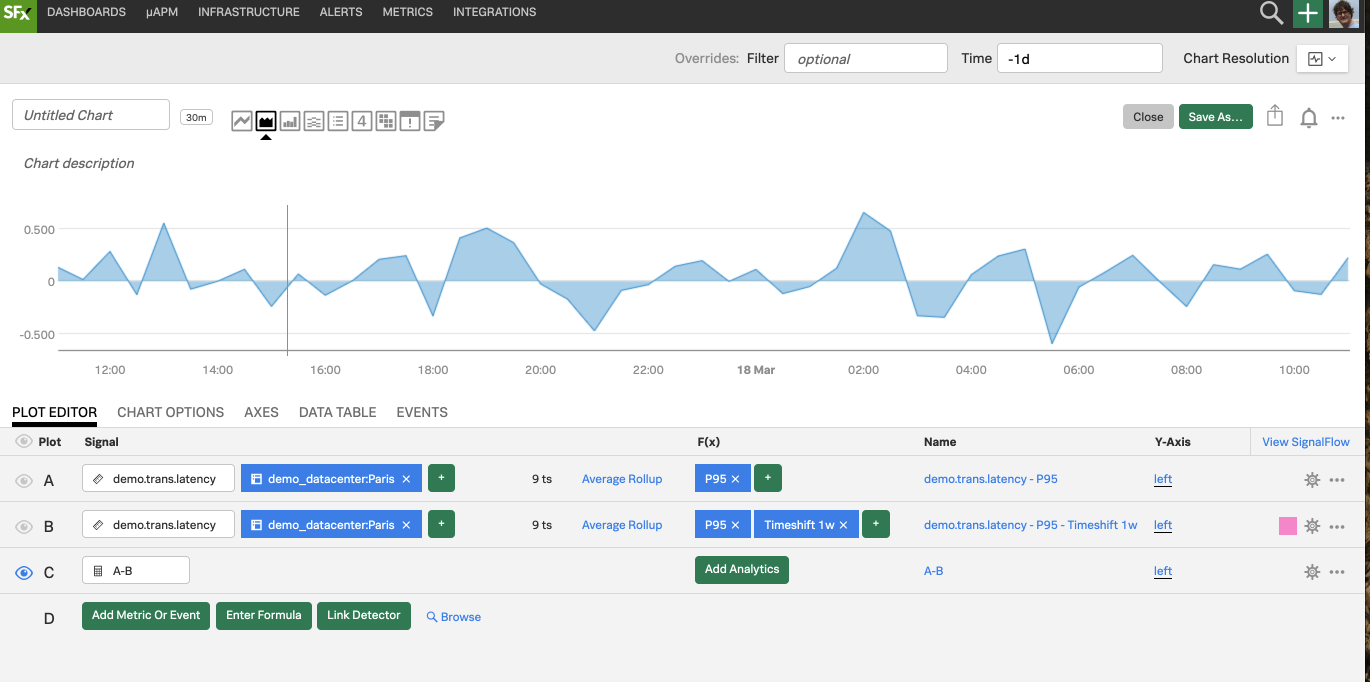 SFx DASHBOARDS µAPM INFRASTRUCTURE ALERTS METRICS INTEGRATIONS
Overrides: Filter optional Time -1d Chart Resolution
Untitled Chart 30m 4 Close Save As... ...
Chart description
0.500
0
-0.500
12:00 14:00 16:00 18:00 20:00 22:00 18 Mar 02:00 04:00 06:00 08:00 10:00
PLOT EDITOR CHART OPTIONS AXES DATA TABLE EVENTS
Plot Signal F(x) Name Y-Axis View SignalFlow
A demo.trans.latency demo_datacenter:Paris × + 9 ts Average Rollup P95 × + demo.trans.latency - P95 left ...
B demo.trans.latency demo_datacenter:Paris × + 9 ts Average Rollup P95 × Timeshift 1w × + demo.trans.latency - P95 - Timeshift 1w left ...
C A-B Add Analytics A-B left ...
D Add Metric Or Event Enter Formula Link Detector Browse